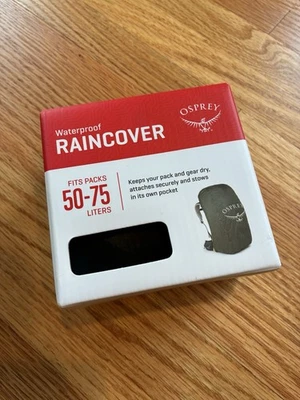 Waterproof
RAINCOVER
OSPREY
FITS PACKS
50-75
LITERS
Keeps your pack and gear dry,
attaches securely and stows
in its own pocket